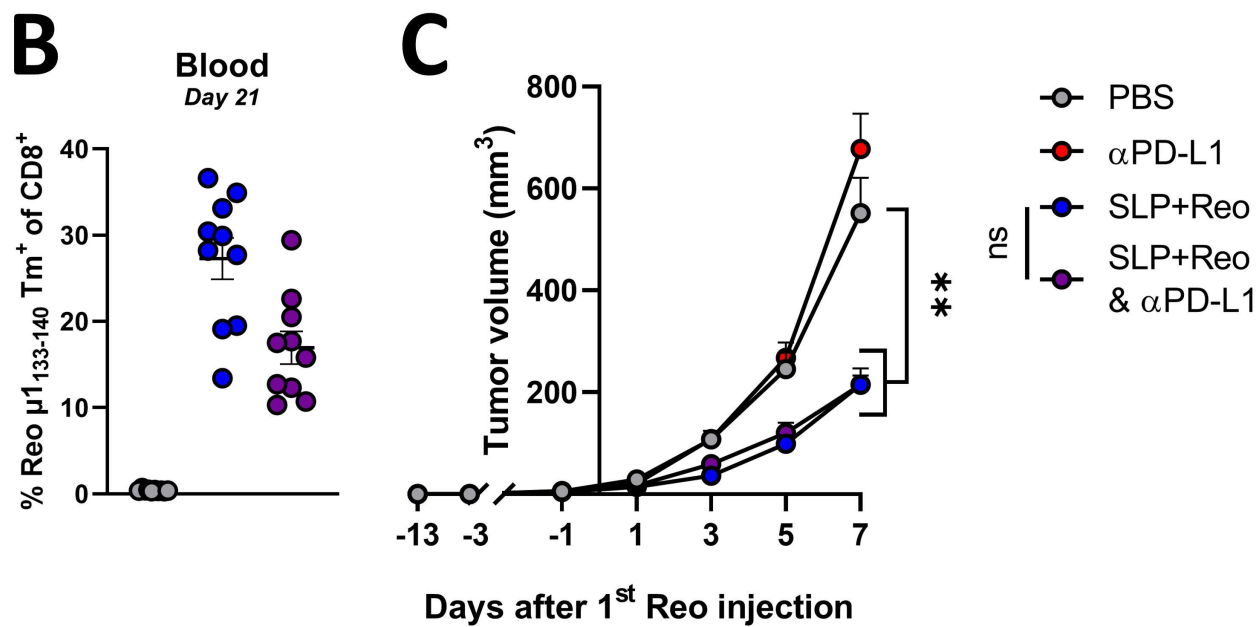 B
Blood
Day 21
% Reo µ1133-140 Tm+ of CD8+
40
30
20
10
0
C
Tumor volume (mm3)
800
600
400
200
-13
-3
-1
1
3
5
7
Days after 1st Reo injection
**
PBS
αPD-L1
SLP+Reo
SLP+Reo
& αPD-L1
ns